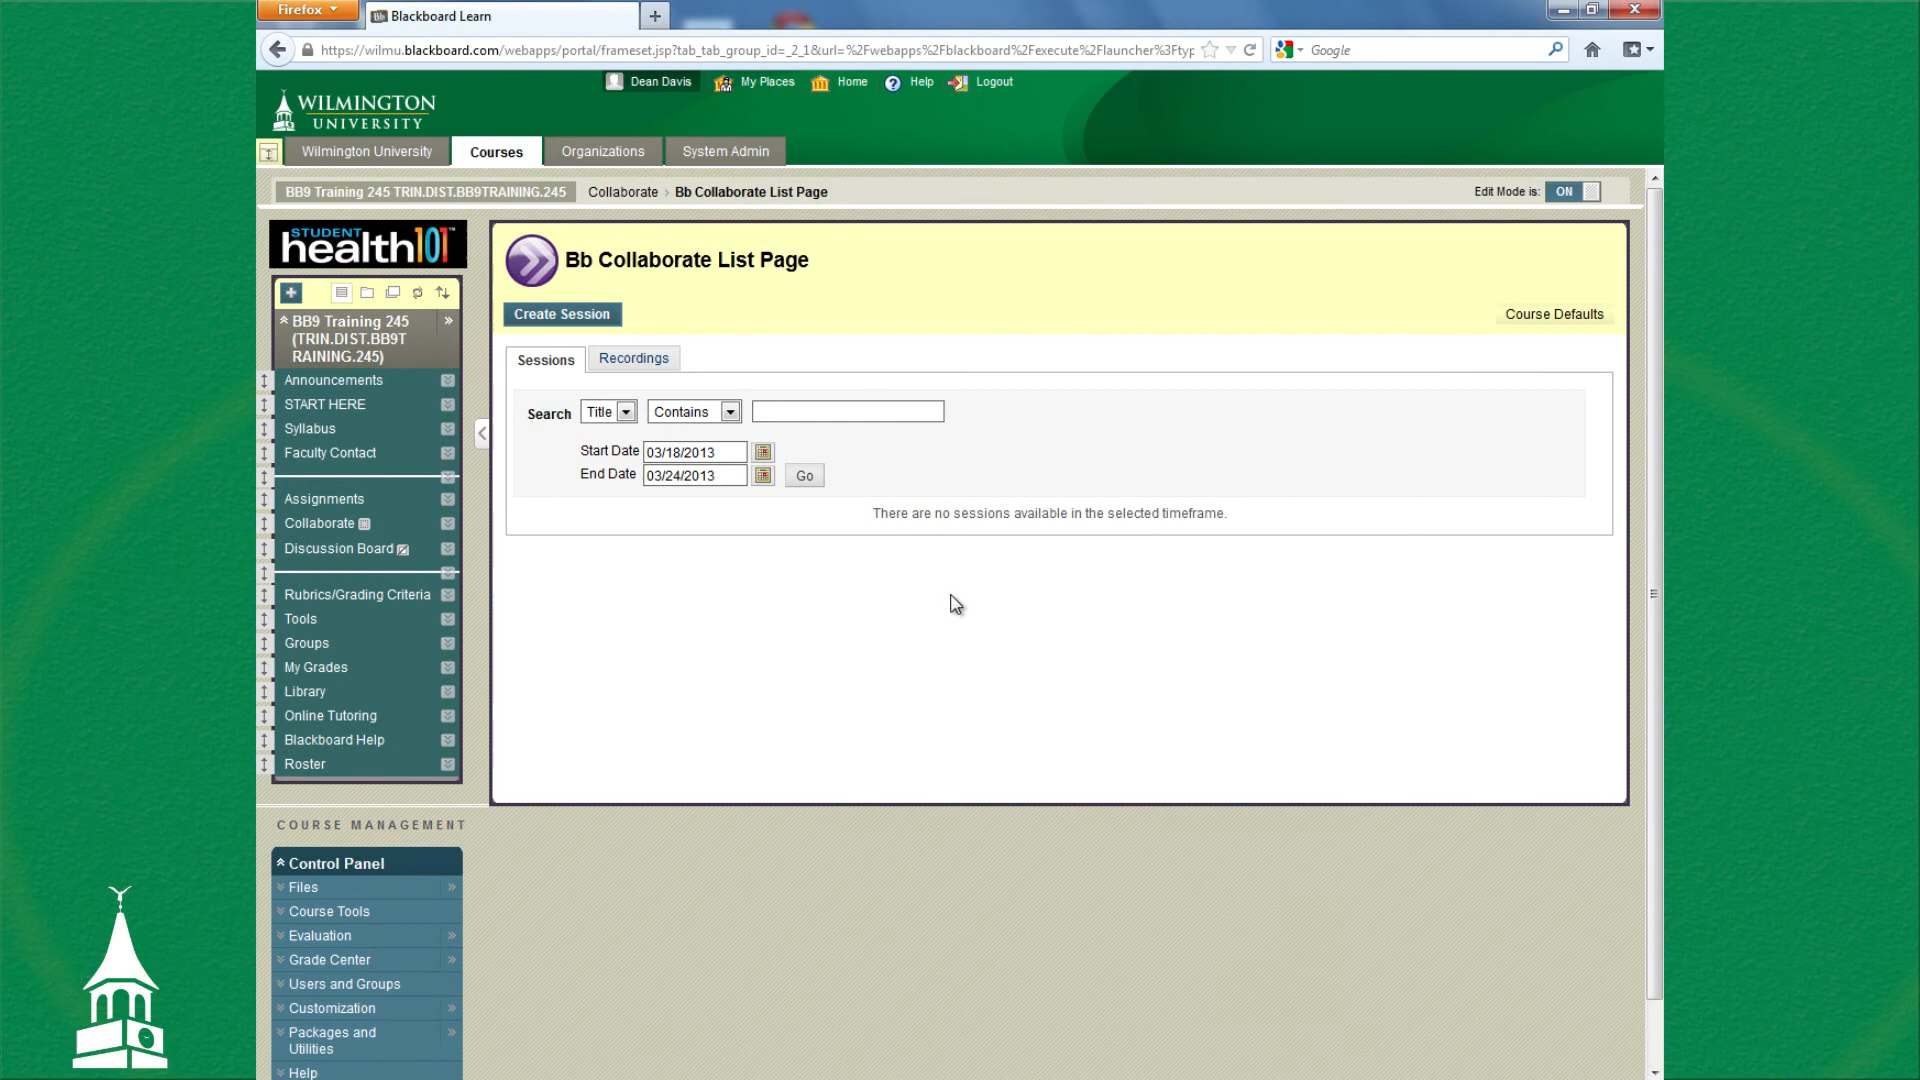 Firefox
Blackboard Learn
https://wilmu.blackboard.com/webapps/portal/frameset.jsp?tab_tab_group_id=_2_1&url=%2Fwebapps%2Fblackboard%2Fexecute%2Flauncher%3Ftyp
Google
Dean Davis My Places Home Help Logout
WILMINGTON
UNIVERSITY
Wilmington University Courses Organizations System Admin
BB9 Training 245 TRIN.DIST.BB9TRAINING.245 Collaborate > Bb Collaborate List Page Edit Mode is: ON
STUDENT
health101™
Bb Collaborate List Page
Create Session
Course Defaults
BB9 Training 245
(TRIN.DIST.BB9T
RAINING.245)
Announcements
START HERE
Syllabus
Faculty Contact
Assignments
Collaborate
Discussion Board
Rubrics/Grading Criteria
Tools
Groups
My Grades
Library
Online Tutoring
Blackboard Help
Roster
Sessions Recordings
Search Title Contains
Start Date 03/18/2013
End Date 03/24/2013 Go
There are no sessions available in the selected timeframe.
COURSE MANAGEMENT
Control Panel
Files
Course Tools
Evaluation
Grade Center
Users and Groups
Customization
Packages and
Utilities
Help